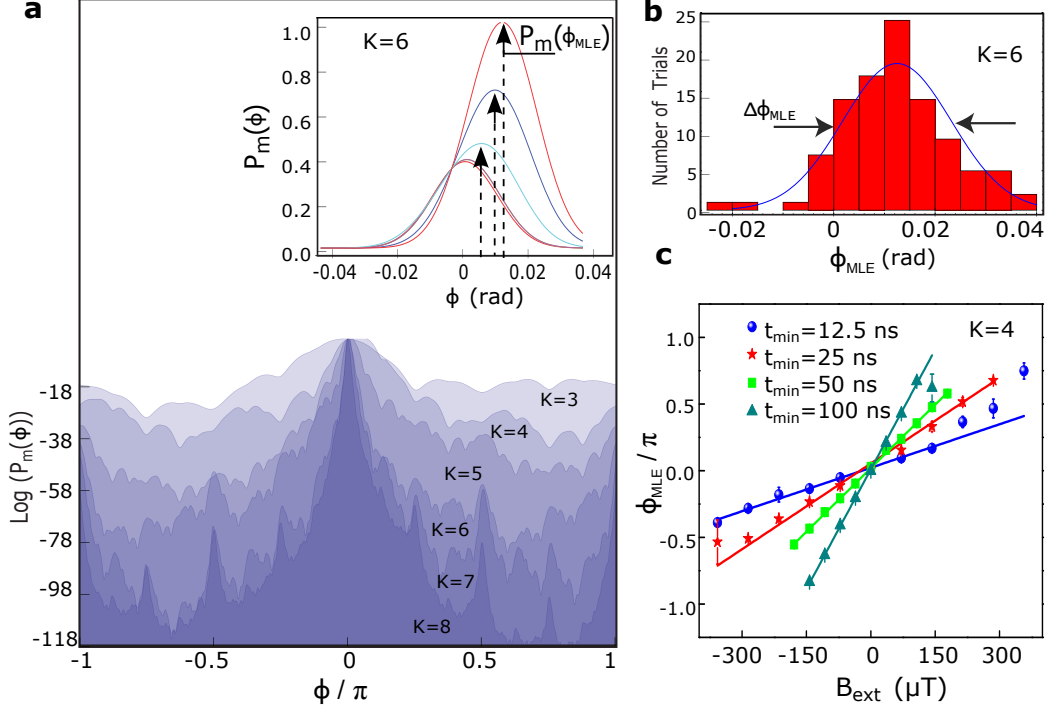 a
K=6
P_m(ϕ_MLE)
1.0
0.8
0.6
0.4
0.2
0.0
P_m(ϕ)
-0.04
-0.02
0
0.02
0.04
ϕ (rad)
-18
-38
-58
-78
-98
-118
Log (P_m(ϕ))
K=3
K=4
K=5
K=6
K=7
K=8
-1
-0.5
0
0.5
1
ϕ / π
b
25
20
15
10
5
0
Number of Trials
K=6
Δϕ_MLE
-0.02
0
0.02
0.04
ϕ_MLE (rad)
c
1.0
0.5
0.0
-0.5
-1.0
ϕ_MLE / π
t_min=12.5 ns
t_min=25 ns
t_min=50 ns
t_min=100 ns
K=4
-300
-150
0
150
300
B_ext (μT)